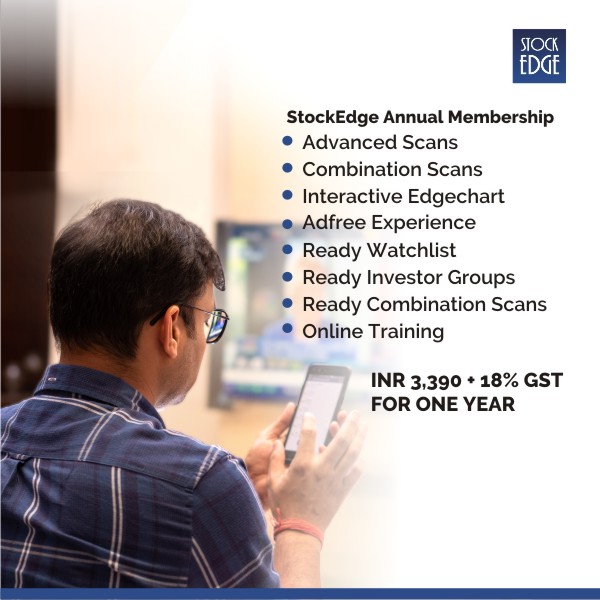 STOCK
EDGE
StockEdge Annual Membership
Advanced Scans
Combination Scans
Interactive Edgechart
Adfree Experience
Ready Watchlist
Ready Investor Groups
Ready Combination Scans
Online Training
INR 3,390 + 18% GST
FOR ONE YEAR